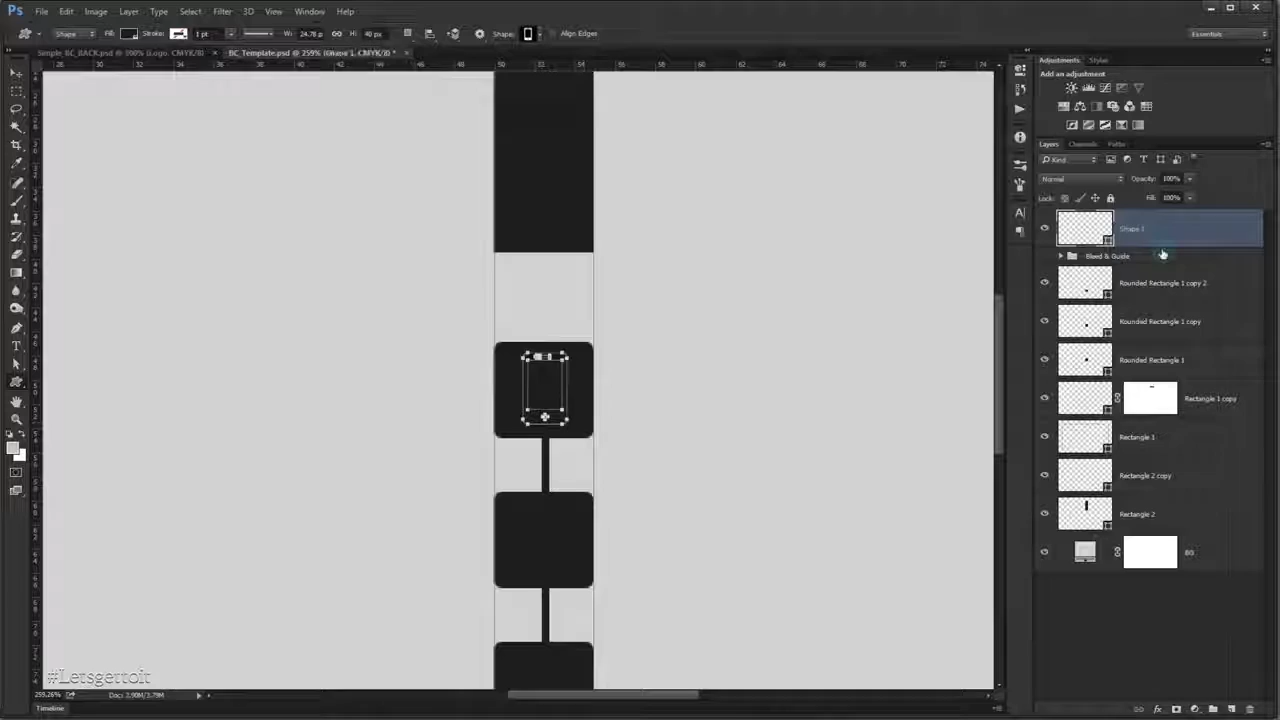 Ps File Edit Image Layer Type Select Filter 3D View Window Help
Shape Fill: Stroke: 1 pt W: 24.78 p H: 40 px Shape: Align Edges Essentials
Simple_BC_BACK.psd @ 100% (Logo, CMYK/8) × BC_Template.psd @ 259% (Shape 1, CMYK/8) * ×
Adjustments Styles
Add an adjustment
Layers Channels Paths
Kind
Normal Opacity: 100%
Lock: Fill: 100%
Shape 1
Bleed & Guide
Rounded Rectangle 1 copy 2
Rounded Rectangle 1 copy
Rounded Rectangle 1
Rectangle 1 copy
Rectangle 1
Rectangle 2 copy
Rectangle 2
BG
#Letsgettoit
259.26% Doc: 3.90M/3.79M
Timeline